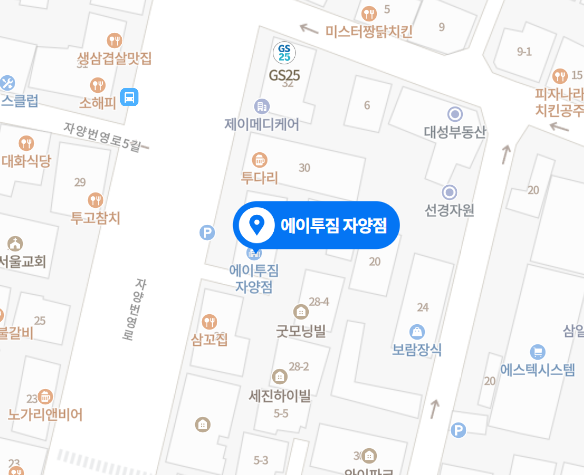 5
9
미스터짱닭치킨
9-1
생삼겹살맛집
GS
25
GS25
32
15
피자나라
치킨공주
스클럽
소해피
6
제이메디케어
대성부동산
자양번영로5길
대화식당
투다리
30
29
20
투고참치
선경자원
에이투짐 자양점
서울교회
에이투짐
자양점
20
자양번영로
28-4
24
25
불갈비
삼꼬집
굿모닝빌
보람장식
삼일
28-2
에스텍시스템
세진하이빌
23
20
노가리앤비어
5-5
5-3
23
와이파크